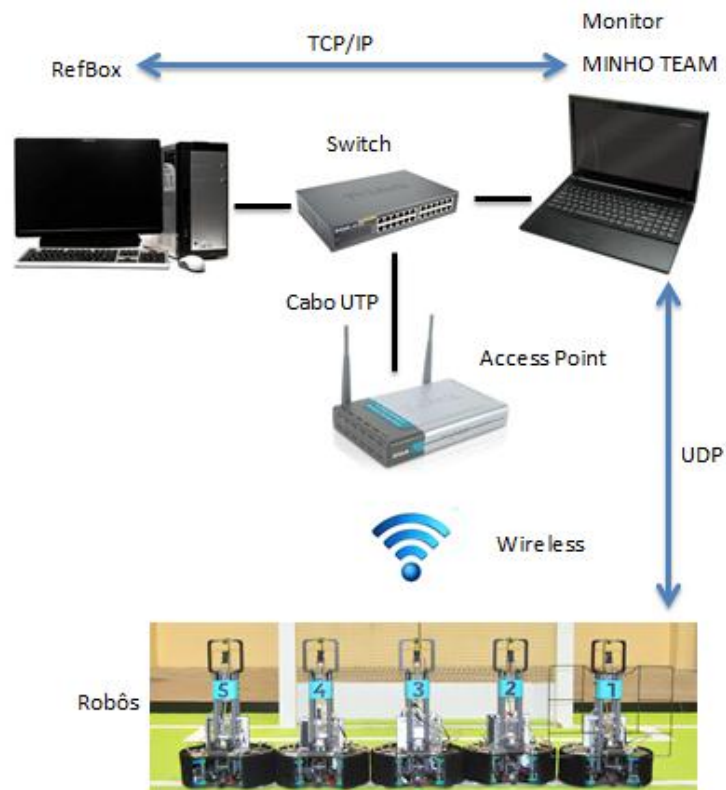 Monitor
TCP/IP
RefBox
MINHO TEAM
Switch
Cabo UTP
Access Point
UDP
Wireless
Robôs
5 4 3 2 1